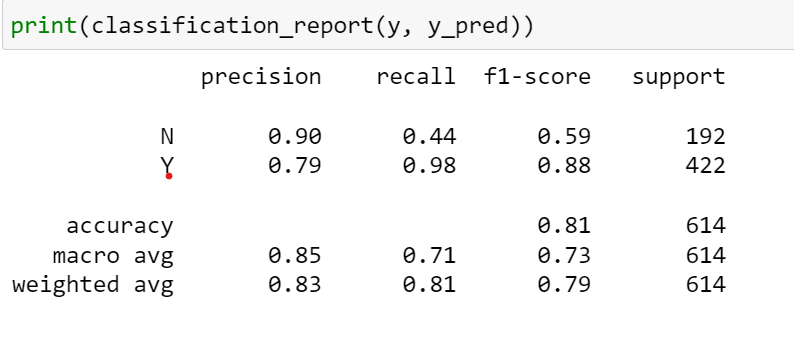 print(classification_report(y, y_pred))
precision recall f1-score support
N 0.90 0.44 0.59 192
Y 0.79 0.98 0.88 422
accuracy 0.81 614
macro avg 0.85 0.71 0.73 614
weighted avg 0.83 0.81 0.79 614